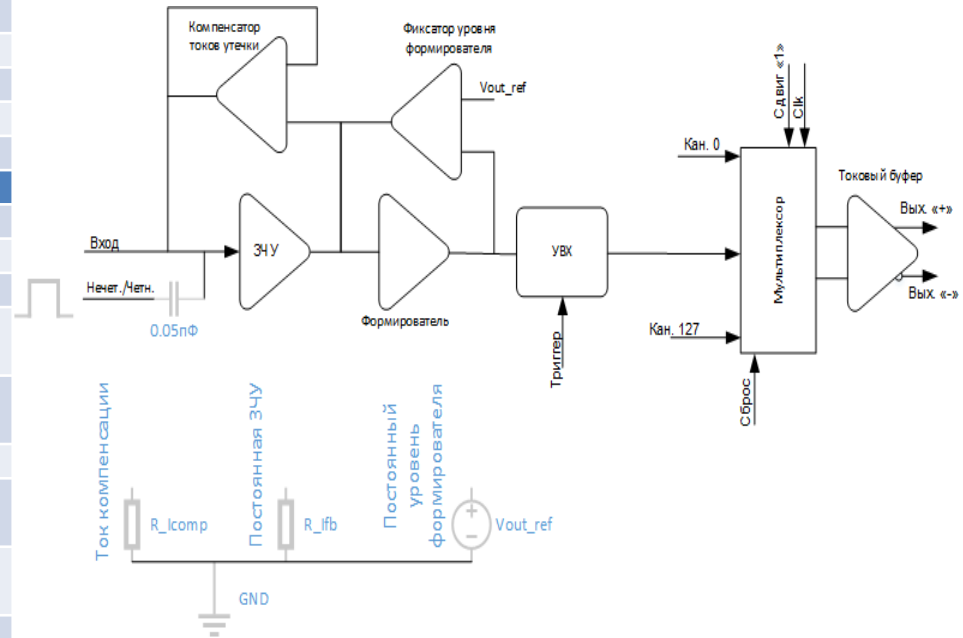 Компенсатор
токов утечки
Фиксатор уровня
формирователя
Vout_ref
Сдвиг «1»
Clk
Кан. 0
Токовый буфер
Вых. «+»
Вход
ЗЧУ
УВХ
Мультиплексор
Нечет./Четн.
Вых. «-»
0.05пФ
Формирователь
Кан. 127
Триггер
Сброс
Ток компенсации
Постоянная ЗЧУ
Постоянный
уровень
формирователя
R_Icomp
R_Ifb
Vout_ref
GND